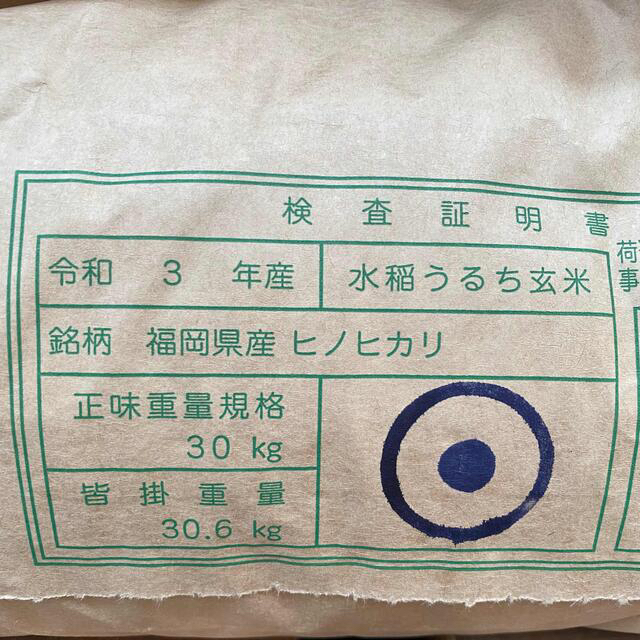 検査証明書
令和 3 年産 水稲うるち玄米
銘柄 福岡県産 ヒノヒカリ
正味重量規格
30 kg
皆掛重量
30.6 kg
荷
事